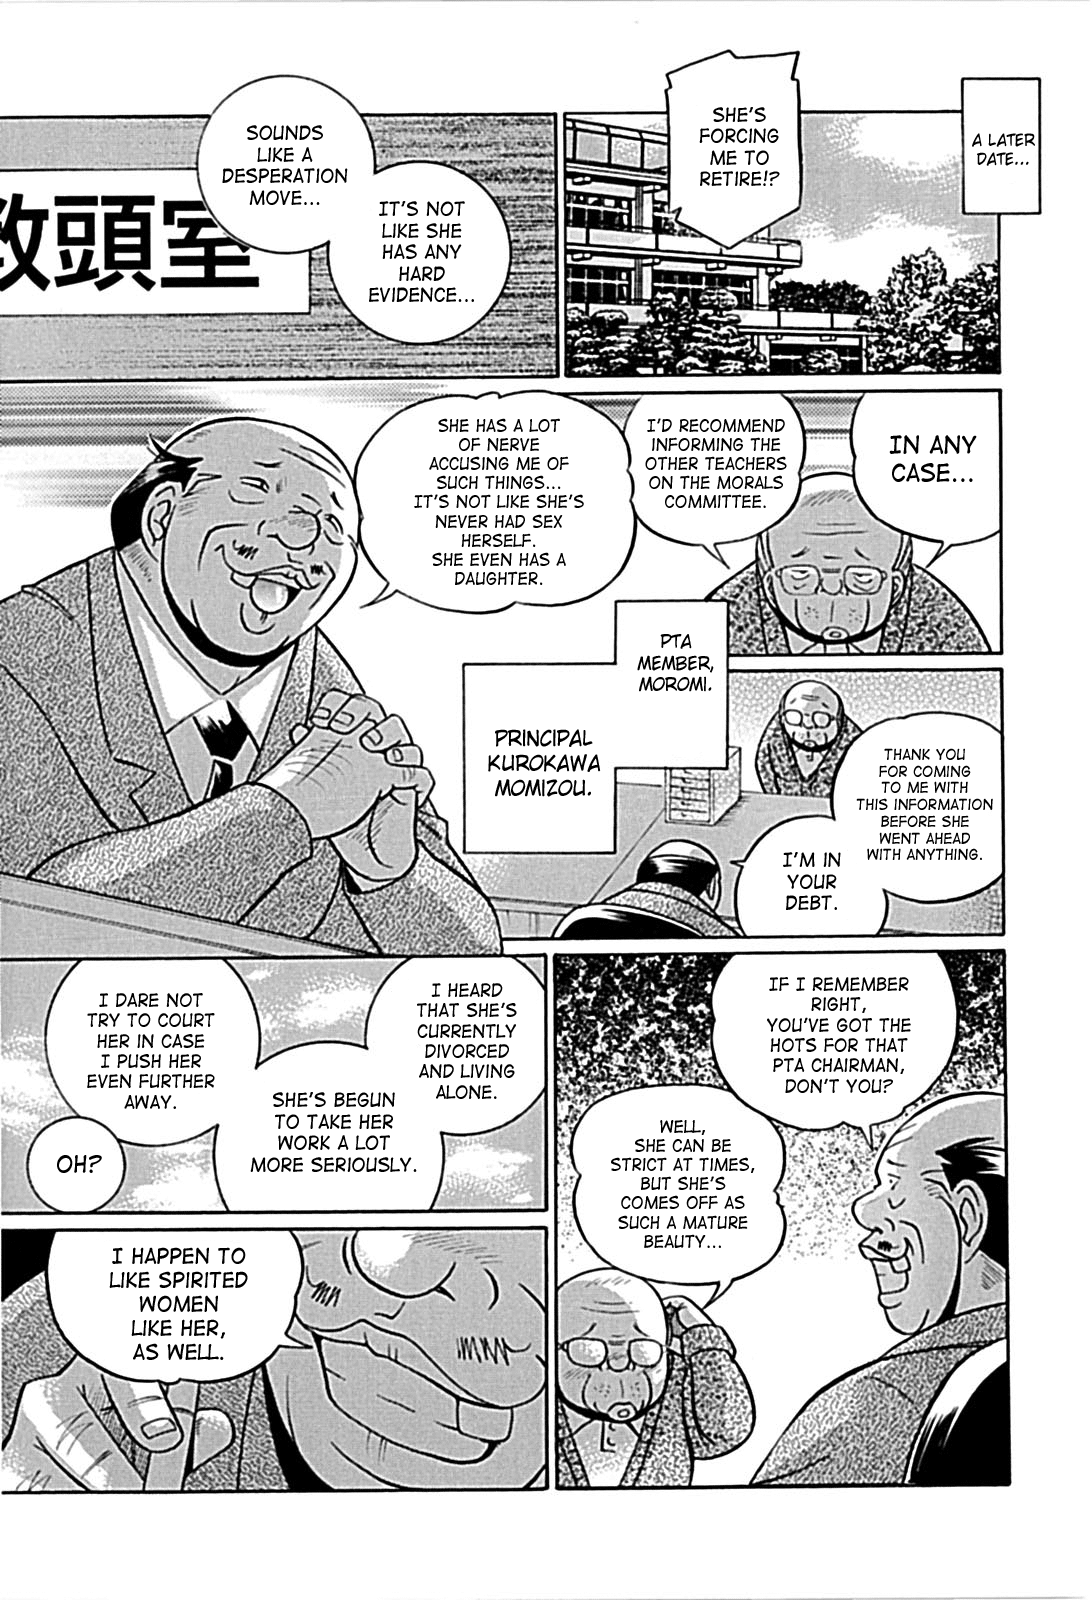 A LATER
DATE...
SHE'S
FORCING
ME TO
RETIRE!?
SOUNDS
LIKE A
DESPERATION
MOVE...
IT'S NOT
LIKE SHE
HAS ANY
HARD
EVIDENCE...
教頭室
IN ANY
CASE...
I'D RECOMMEND
INFORMING THE
OTHER TEACHERS
ON THE MORALS
COMMITTEE.
SHE HAS A LOT
OF NERVE
ACCUSING ME OF
SUCH THINGS...
IT'S NOT LIKE SHE'S
NEVER HAD SEX
HERSELF.
SHE EVEN HAS A
DAUGHTER.
PTA
MEMBER,
MOROMI.
PRINCIPAL
KUROKAWA
MOMIZOU.
THANK YOU
FOR COMING
TO ME WITH
THIS INFORMATION
BEFORE SHE
WENT AHEAD
WITH ANYTHING.
I'M IN
YOUR
DEBT.
IF I REMEMBER
RIGHT,
YOU'VE GOT THE
HOTS FOR THAT
PTA CHAIRMAN,
DON'T YOU?
WELL,
SHE CAN BE
STRICT AT TIMES,
BUT SHE'S
COMES OFF AS
SUCH A MATURE
BEAUTY...
I HEARD
THAT SHE'S
CURRENTLY
DIVORCED
AND LIVING
ALONE.
SHE'S BEGUN
TO TAKE HER
WORK A LOT
MORE SERIOUSLY.
I DARE NOT
TRY TO COURT
HER IN CASE
I PUSH HER
EVEN FURTHER
AWAY.
OH?
I HAPPEN TO
LIKE SPIRITED
WOMEN
LIKE HER,
AS WELL.